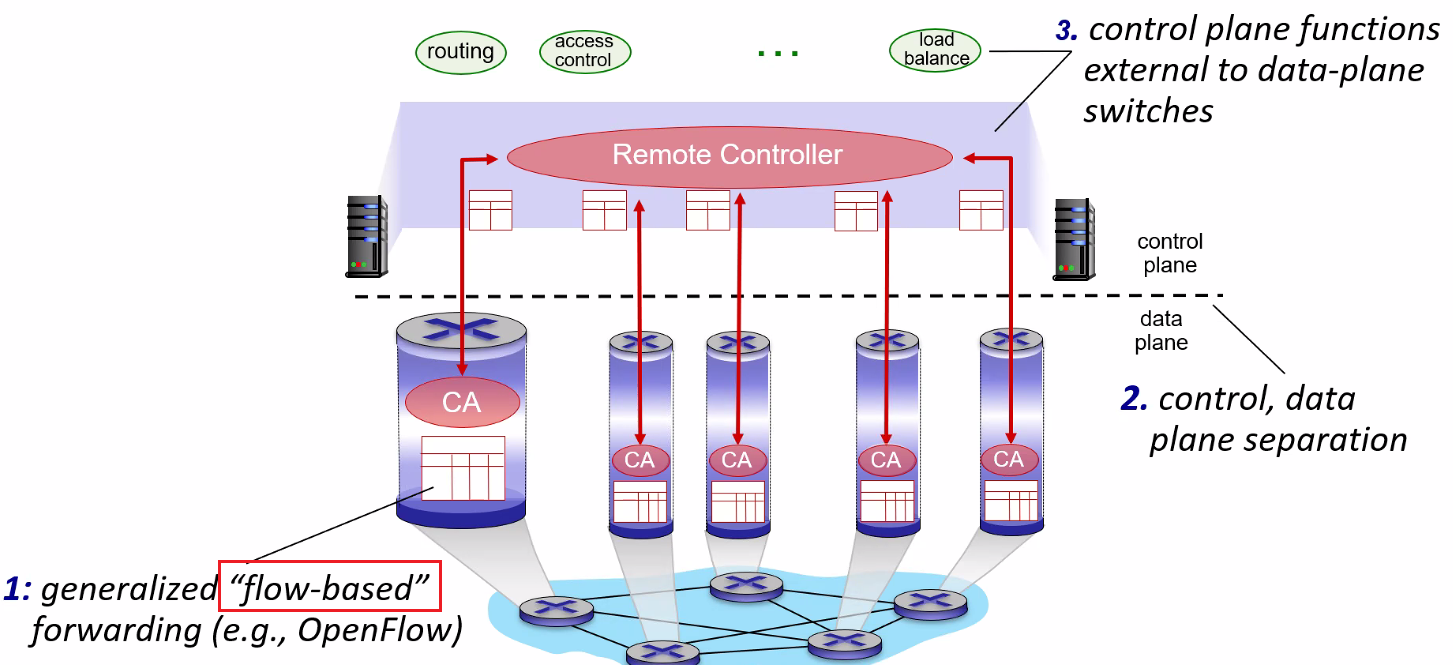 routing
access
control
...
load
balance
3. control plane functions
external to data-plane
switches
Remote Controller
control
plane
data
plane
2. control, data
plane separation
CA
CA
CA
CA
CA
1: generalized “flow-based”
forwarding (e.g., OpenFlow)